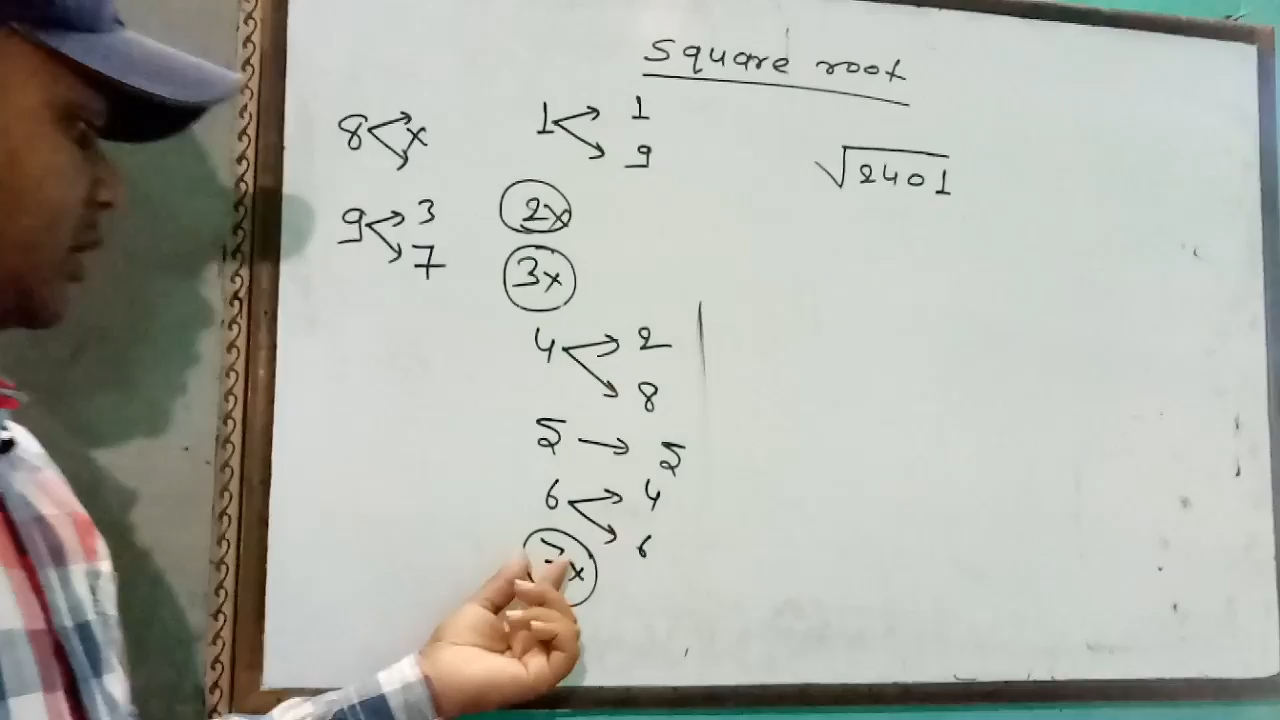 Square root
8 x
1 1
9
√2401
9 3
7
2x
3x
4 2
8
5 → 5
6 4
6
7x